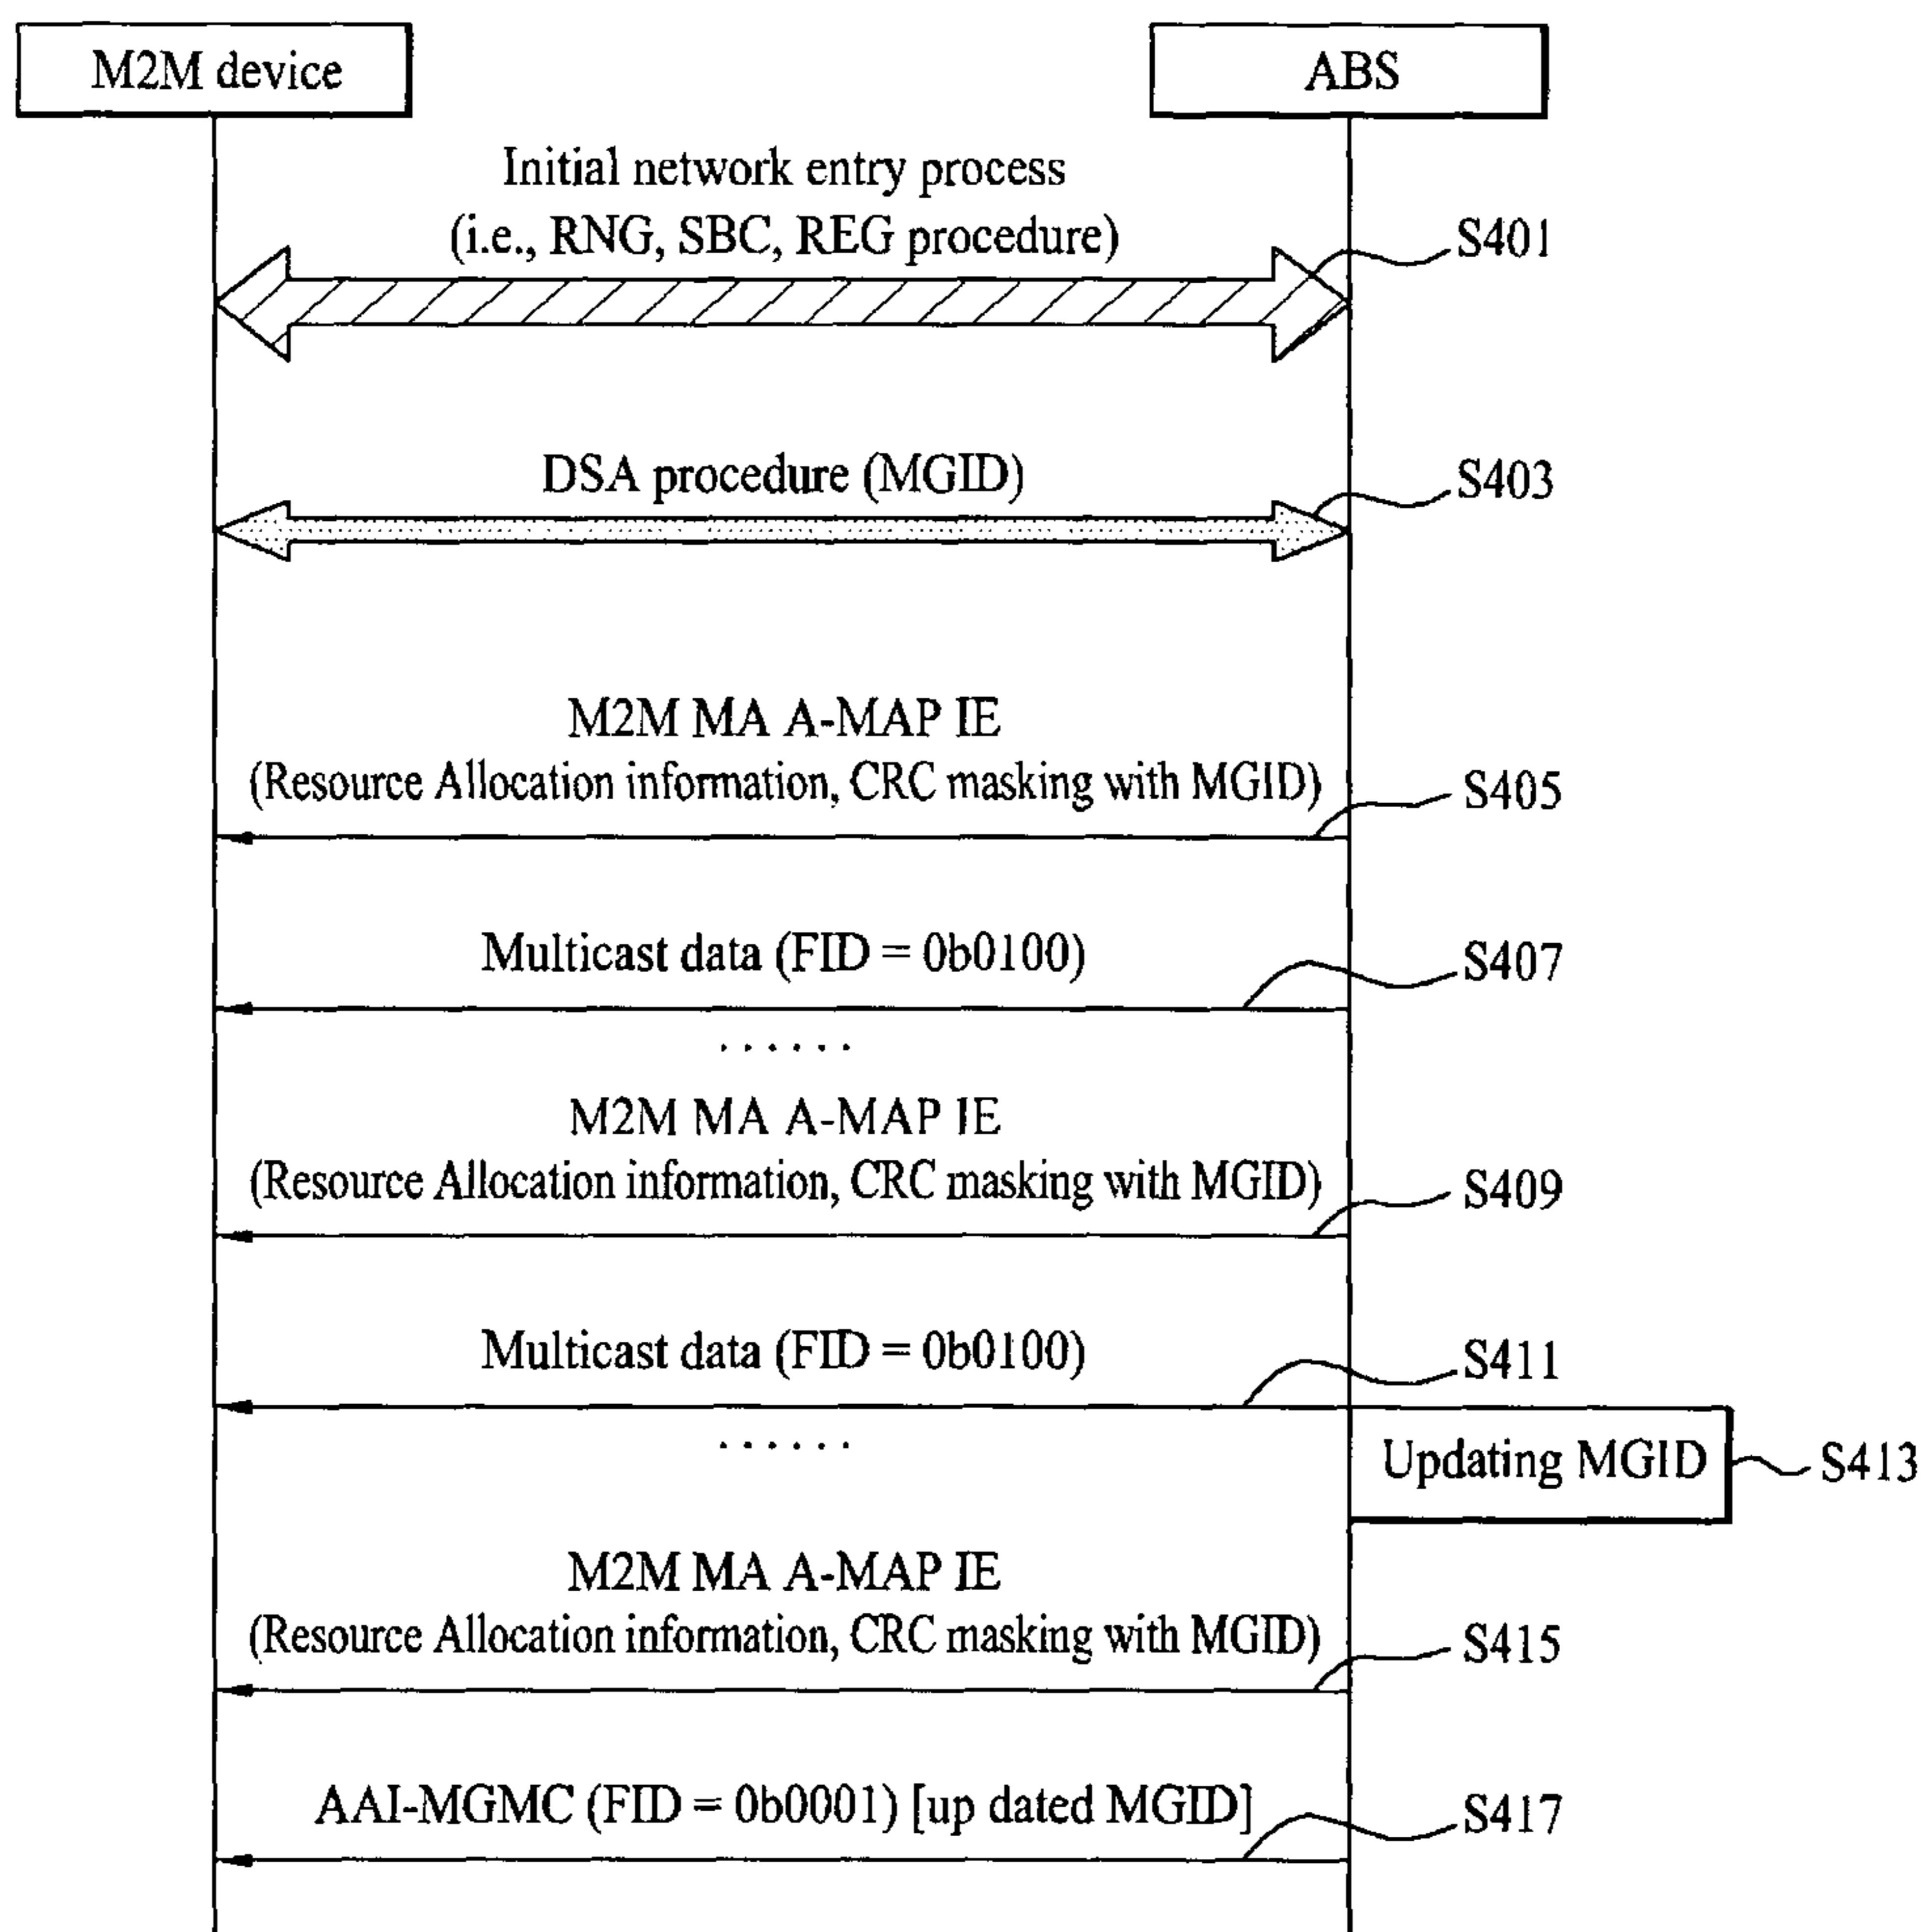 M2M device
ABS
Initial network entry process
(i.e., RNG, SBC, REG procedure)
S401
DSA procedure (MGID)
S403
M2M MA A-MAP IE
(Resource Allocation information, CRC masking with MGID)
S405
Multicast data (FID = 0b0100)
S407
......
M2M MA A-MAP IE
(Resource Allocation information, CRC masking with MGID)
S409
Multicast data (FID = 0b0100)
S411
......
Updating MGID
S413
M2M MA A-MAP IE
(Resource Allocation information, CRC masking with MGID)
S415
AAI-MGMC (FID = 0b0001) [up dated MGID]
S417